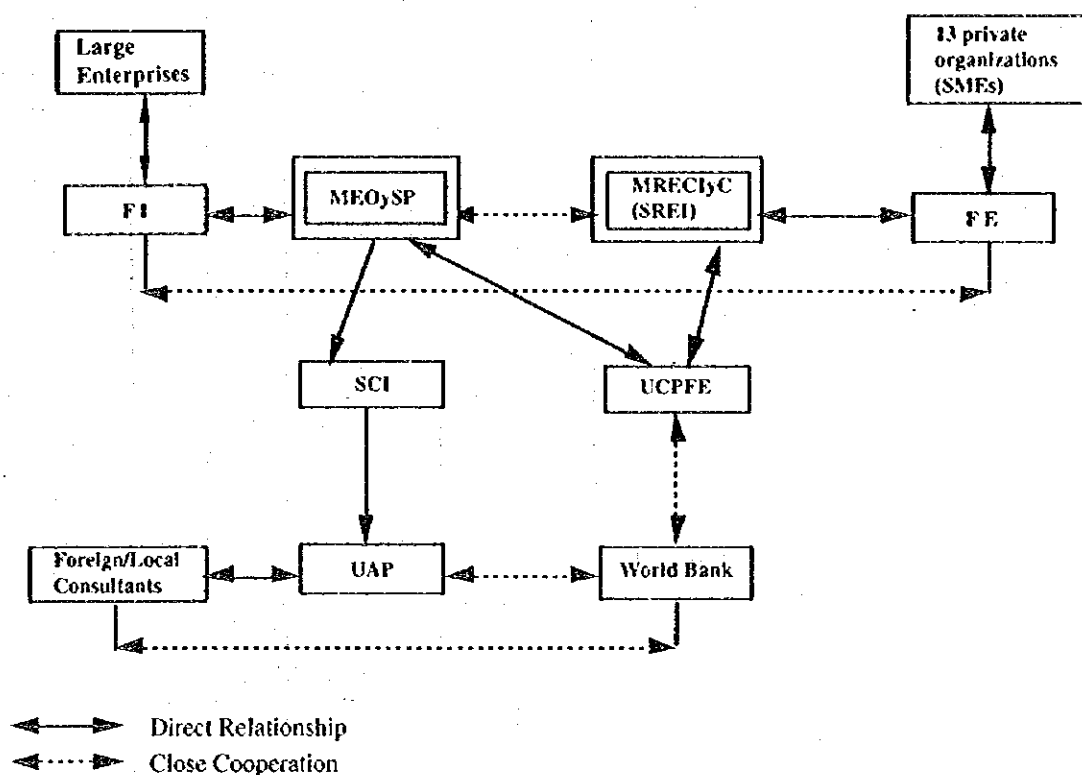 Large
Enterprises
13 private
organizations
(SMEs)
FI
MEOySP
MRECIyC
(SREI)
FE
SCI
UCPFE
Foreign/Local
Consultants
UAP
World Bank
Direct Relationship
Close Cooperation